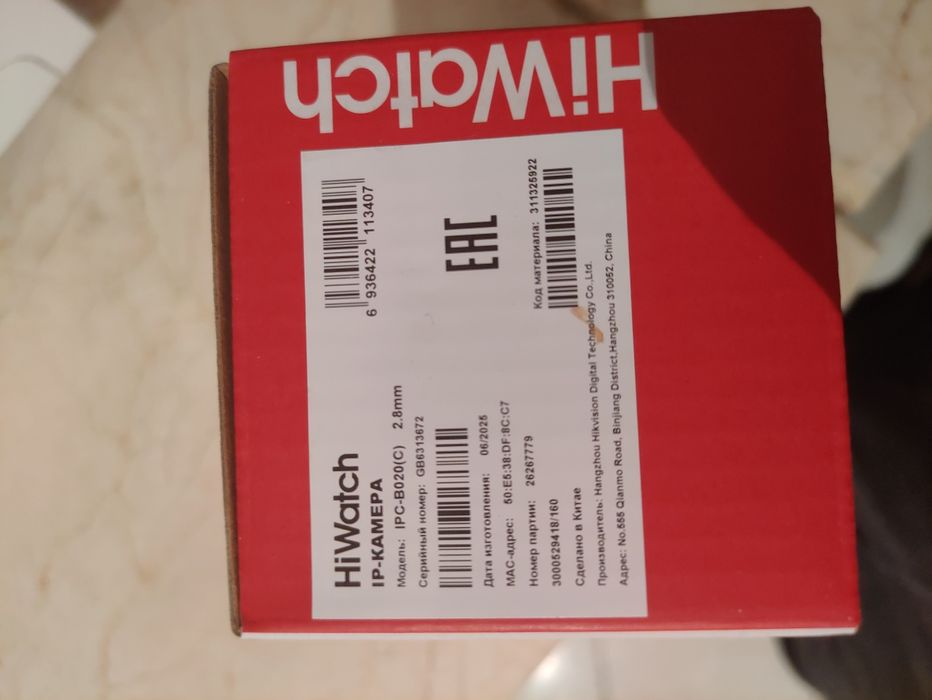 HiWatch
HiWatch
IP-КАМЕРА
Модель: IPC-B020(C) 2.8mm
Серийный номер: GB6313672
Дата изготовления: 06/2025
MAC-адрес: 50:E5:38:DF:8C:C7
Номер партии: 26267779
3000529418/160
Сделано в Китае
Производитель: Hangzhou Hikvision Digital Technology Co.,Ltd.
Адрес: No.555 Qianmo Road, Binjiang District,Hangzhou 310052, China
6 936422 113407
EAC
Код материала: 311325922